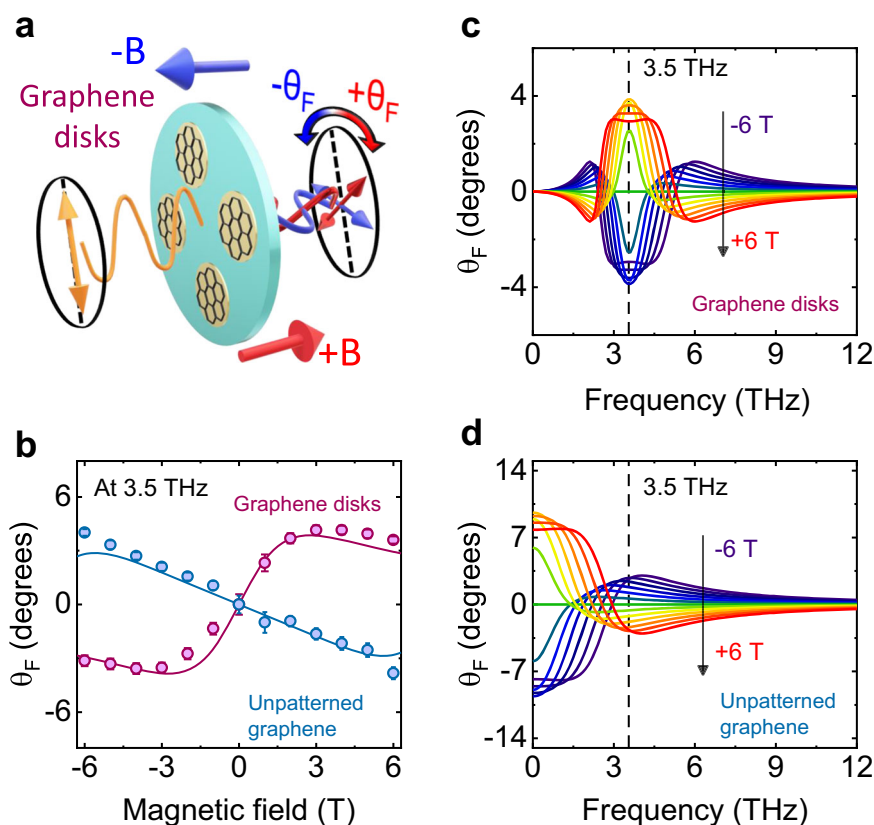 a
-B
Graphene
disks
-θF
+θF
+B
b
At 3.5 THz
Graphene disks
Unpatterned
graphene
θF (degrees)
6
0
-6
-6
-3
0
3
6
Magnetic field (T)
c
3.5 THz
-6 T
+6 T
Graphene disks
θF (degrees)
4
0
-4
0
3
6
9
12
Frequency (THz)
d
3.5 THz
-6 T
+6 T
Unpatterned
graphene
θF (degrees)
14
7
0
-7
-14
0
3
6
9
12
Frequency (THz)